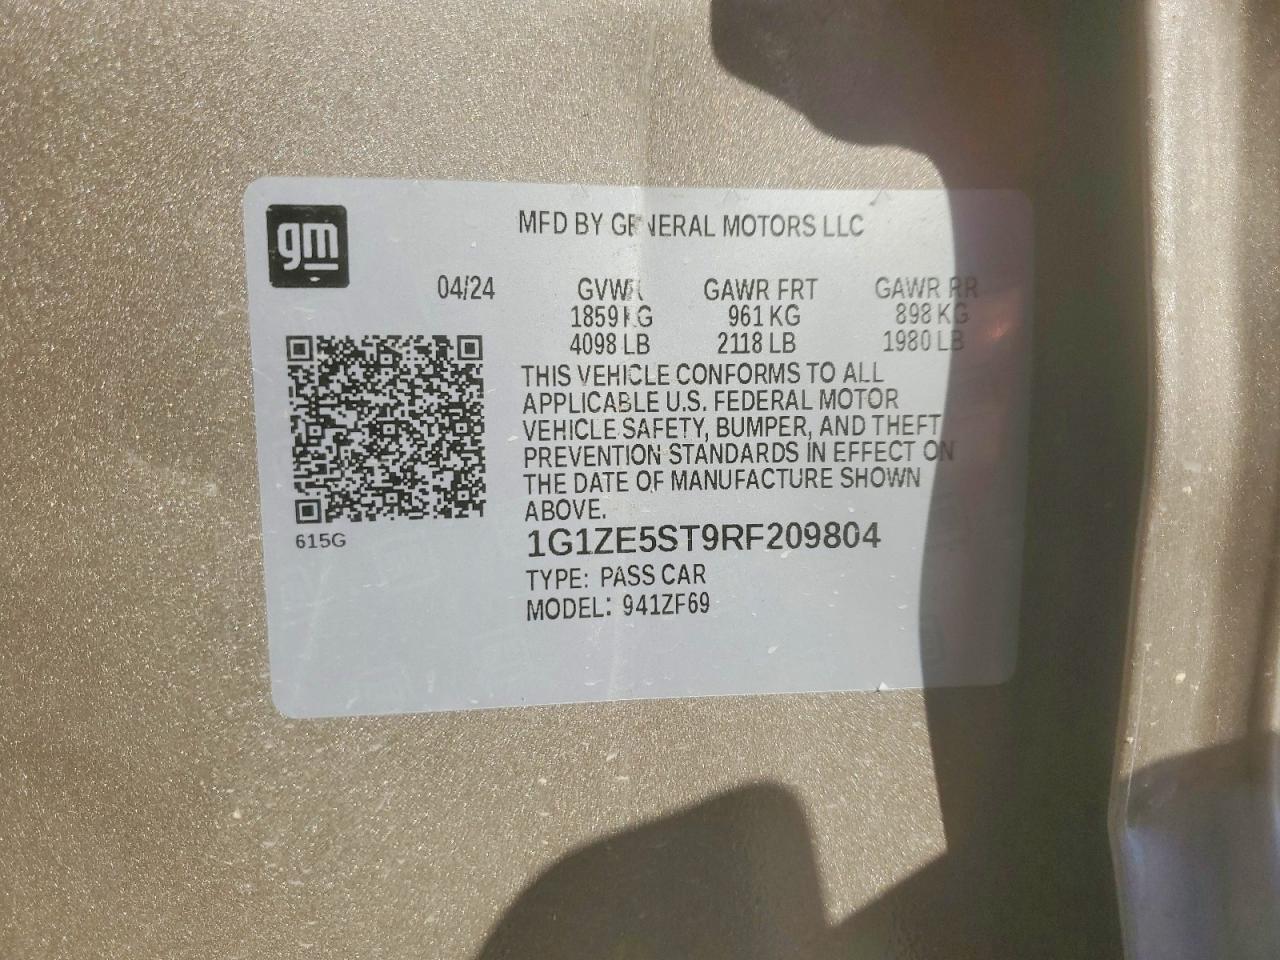 gm
MFD BY GENERAL MOTORS LLC
04/24 GVWR GAWR FRT GAWR RR
1859 KG 961 KG 898 KG
4098 LB 2118 LB 1980 LB
THIS VEHICLE CONFORMS TO ALL
APPLICABLE U.S. FEDERAL MOTOR
VEHICLE SAFETY, BUMPER, AND THEFT
PREVENTION STANDARDS IN EFFECT ON
THE DATE OF MANUFACTURE SHOWN
ABOVE.
615G
1G1ZE5ST9RF209804
TYPE: PASS CAR
MODEL: 941ZF69